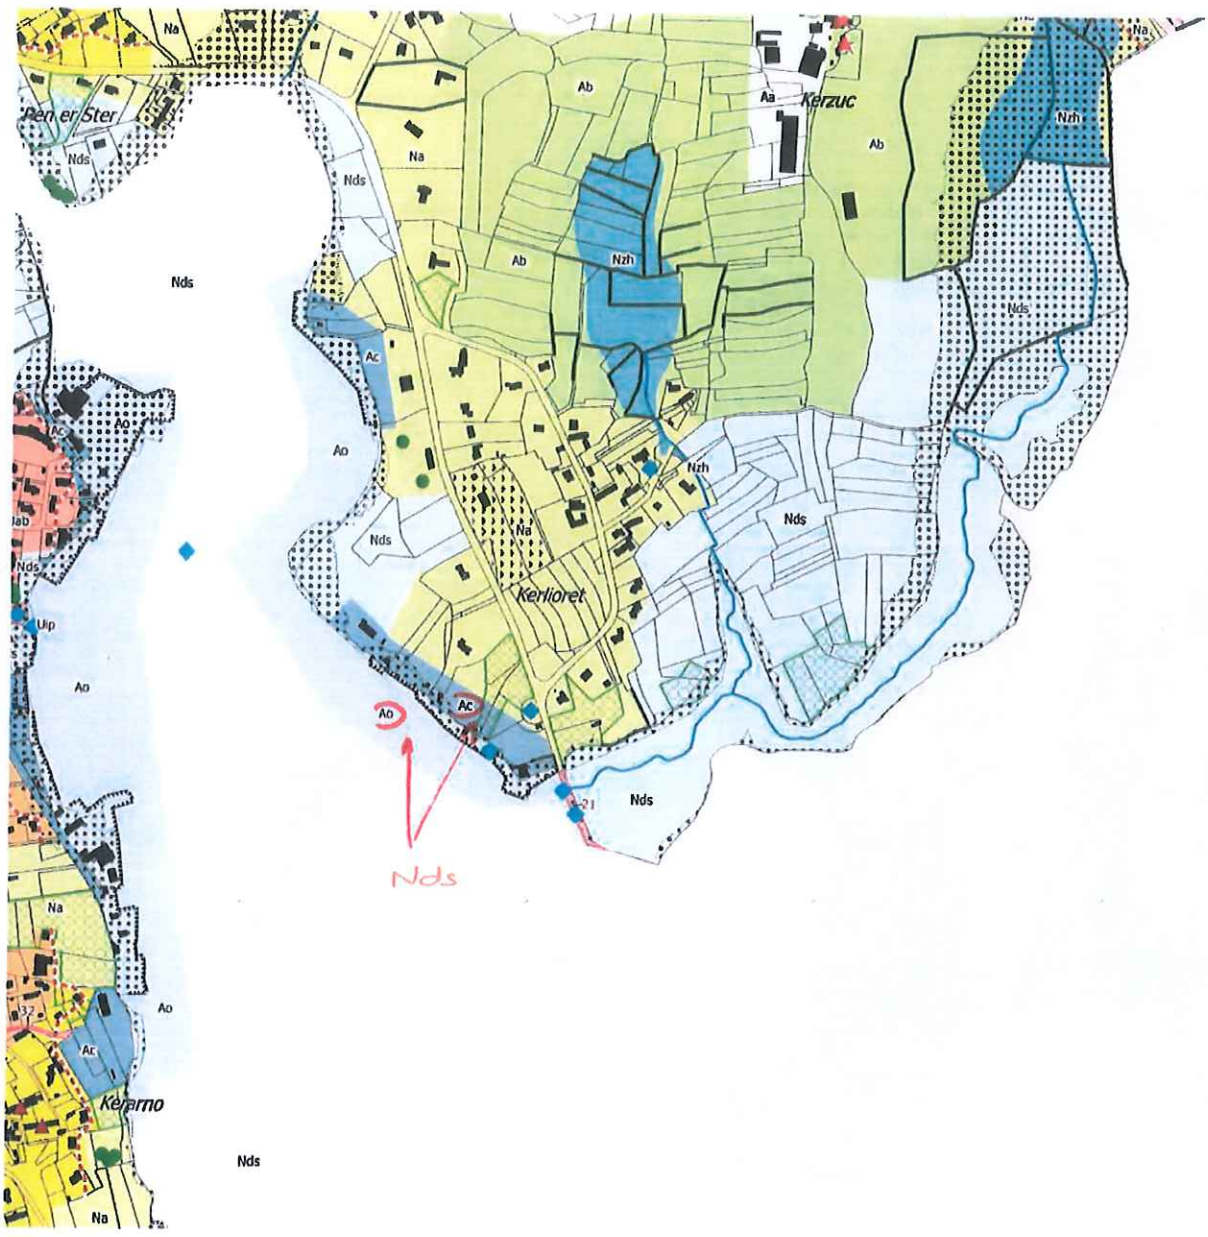 Na
Na
Pen er Ster
Nds
Nds
Na
Ab
Aa
Kerzuc
Ab
Nzh
Nds
Ab
Nzh
Nds
Ac
Ao
Ac
Ao
Nzh
Nds
Nds
Na
Nds
Kerlioret
Uip
Ao
Ao
Ac
Nds
21
Nds
Na
Ao
32
Ac
Kerarno
Nds
Na